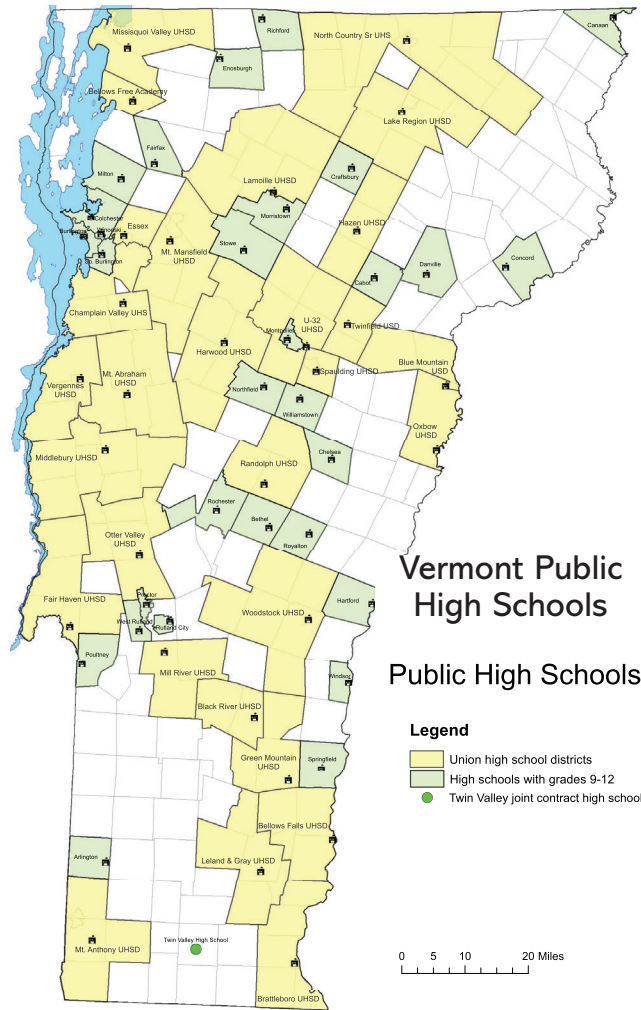 Canaan
Richford
Missisquoi Valley UHSD
North Country Sr UHS
Enosburgh
Bellows Free Academy
Lake Region UHSD
Fairfax
Milton
Craftsbury
Lamoille UHSD
Morristown
Colchester
Essex
Burlington
Winooski
Hazen UHSD
Stowe
Mt. Mansfield
UHSD
So. Burlington
Danville
Concord
Cabot
Champlain Valley UHS
U-32
UHSD
Twinfield USD
Montpelier
Harwood UHSD
Blue Mountain
USD
Spaulding UHSD
Mt. Abraham
UHSD
Vergennes
UHSD
Northfield
Williamstown
Oxbow
UHSD
Chelsea
Middlebury UHSD
Randolph UHSD
Rochester
Bethel
Royalton
Otter Valley
UHSD
Vermont Public
High Schools
Fair Haven UHSD
Proctor
Hartford
Woodstock UHSD
West Rutland
Rutland City
Poultney
Mill River UHSD
Windsor
Public High Schools
Black River UHSD
Legend
Union high school districts
High schools with grades 9-12
Twin Valley joint contract high school
Green Mountain
UHSD
Springfield
Bellows Falls UHSD
Arlington
Leland & Gray UHSD
Twin Valley High School
Mt. Anthony UHSD
Brattleboro UHSD
0 5 10 20 Miles